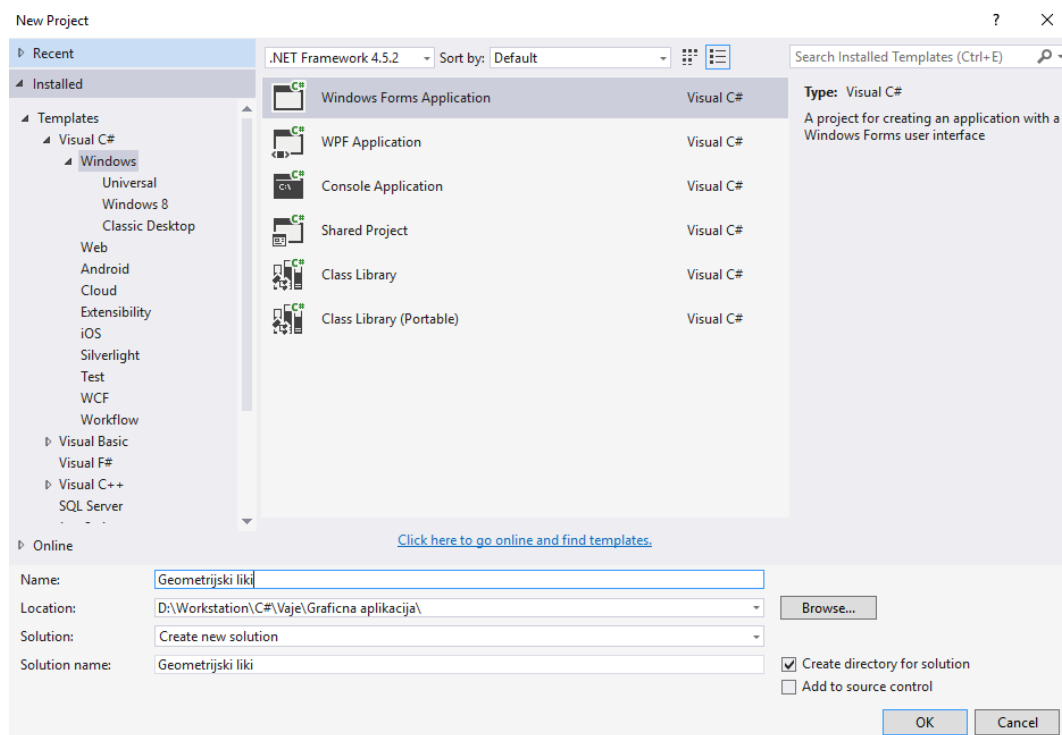 New Project
? ×
Recent
Installed
Templates
Visual C#
Windows
Universal
Windows 8
Classic Desktop
Web
Android
Cloud
Extensibility
iOS
Silverlight
Test
WCF
Workflow
Visual Basic
Visual F#
Visual C++
SQL Server
Online
.NET Framework 4.5.2 Sort by: Default
Windows Forms Application Visual C#
WPF Application Visual C#
Console Application Visual C#
Shared Project Visual C#
Class Library Visual C#
Class Library (Portable) Visual C#
Click here to go online and find templates.
Search Installed Templates (Ctrl+E)
Type: Visual C#
A project for creating an application with a
Windows Forms user interface
Name: Geometrijski liki
Location: D:\Workstation\C#\Vaje\Graficna aplikacija\ Browse...
Solution: Create new solution
Solution name: Geometrijski liki
Create directory for solution
Add to source control
OK Cancel